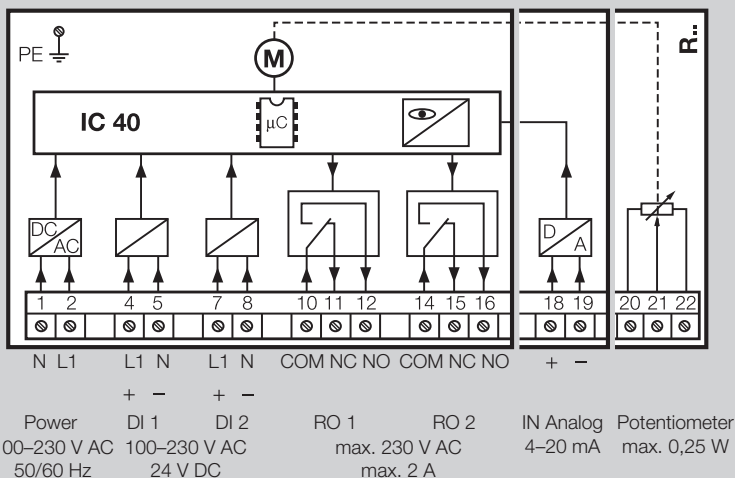 PE
M
R..
IC 40
µC
DC
AC
D
A
1 2 4 5 7 8 10 11 12 14 15 16 18 19 20 21 22
N L1 L1 N L1 N COM NC NO COM NC NO + −
+ − + −
Power DI 1 DI 2 RO 1 RO 2 IN Analog Potentiometer
00–230 V AC 100–230 V AC max. 230 V AC 4–20 mA max. 0,25 W
50/60 Hz 24 V DC max. 2 A